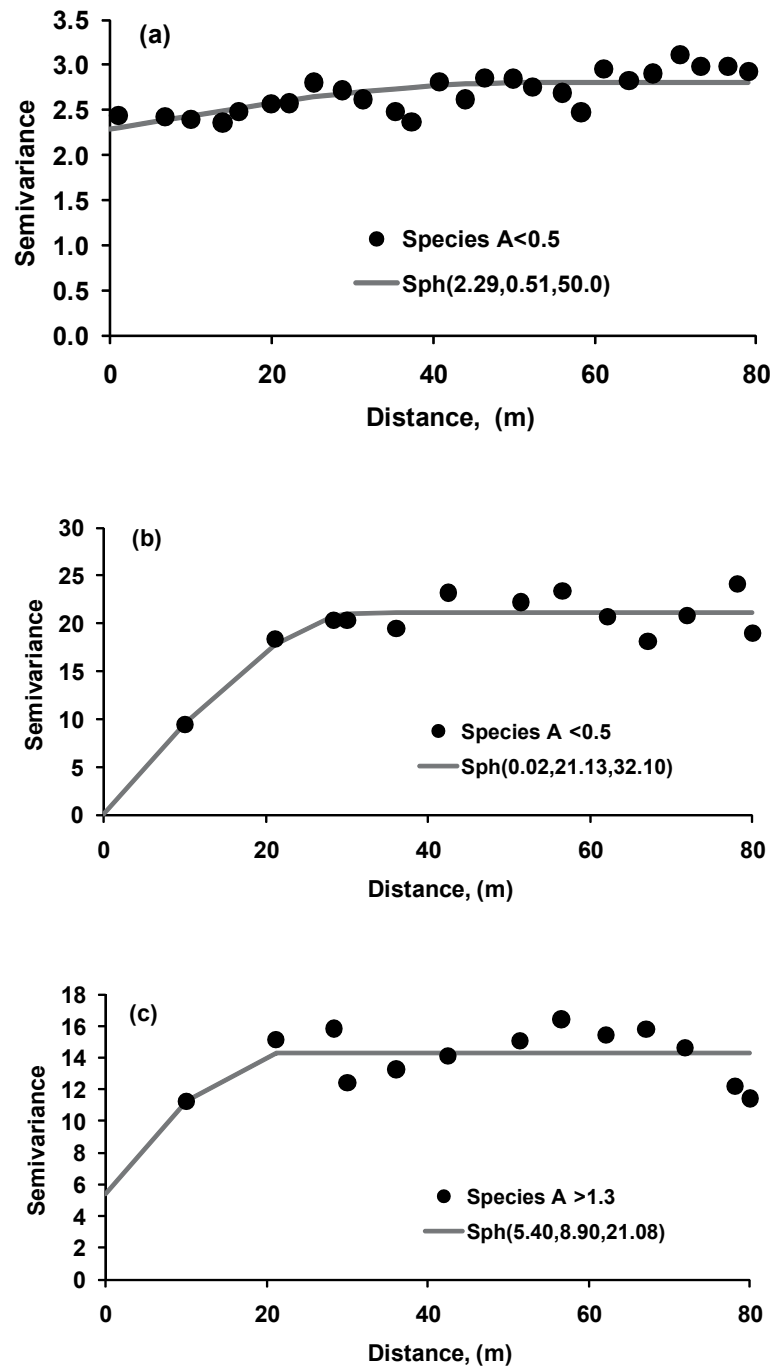 (a)
3.5
3.0
2.5
2.0
1.5
1.0
0.5
0.0
Semivariance
Species A<0.5
Sph(2.29,0.51,50.0)
0 20 40 60 80
Distance, (m)
(b)
30
25
20
15
10
5
0
Semivariance
Species A <0.5
Sph(0.02,21.13,32.10)
0 20 40 60 80
Distance, (m)
(c)
18
16
14
12
10
8
6
4
2
0
Semivariance
Species A >1.3
Sph(5.40,8.90,21.08)
0 20 40 60 80
Distance, (m)